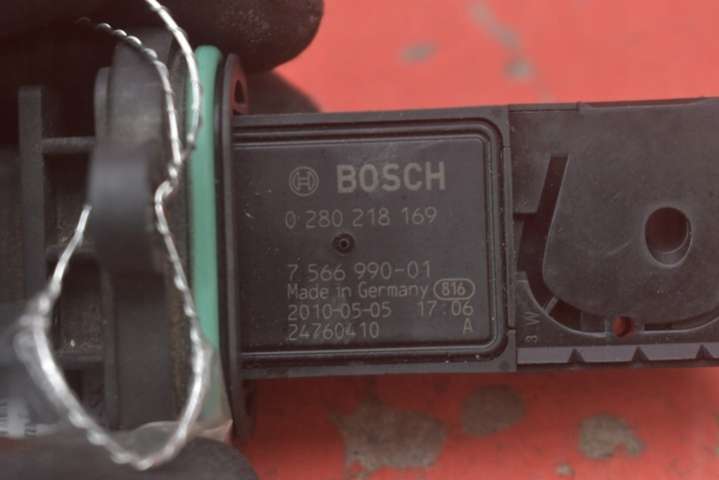 BOSCH
0 280 218 169
7 566 990-01
Made in Germany 816
2010-05-05 17:06
24760410 A